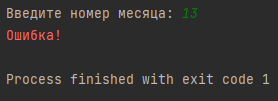 Введите номер месяца: 13
Ошибка!
Process finished with exit code 1